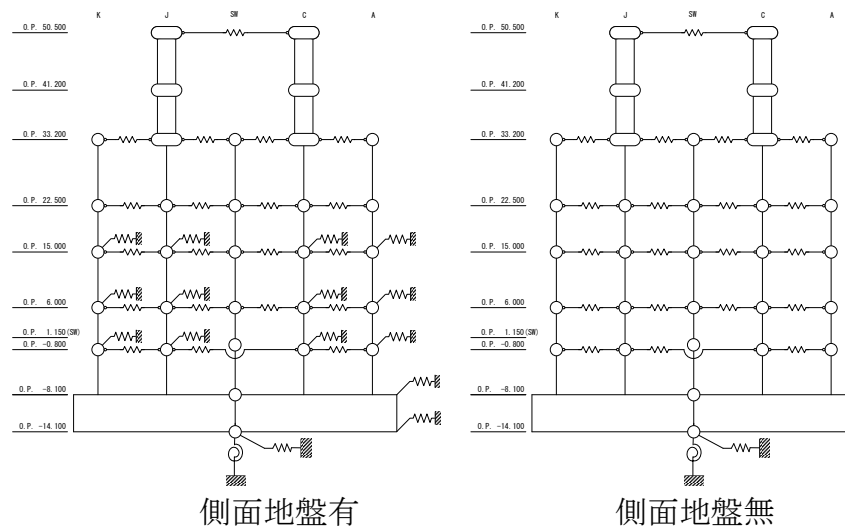 K J SW C A
O.P. 50.500
O.P. 41.200
O.P. 33.200
O.P. 22.500
O.P. 15.000
O.P. 6.000
O.P. 1.150(SW)
O.P. -0.800
O.P. -8.100
O.P. -14.100
側面地盤有
K J SW C A
O.P. 50.500
O.P. 41.200
O.P. 33.200
O.P. 22.500
O.P. 15.000
O.P. 6.000
O.P. 1.150(SW)
O.P. -0.800
O.P. -8.100
O.P. -14.100
側面地盤無